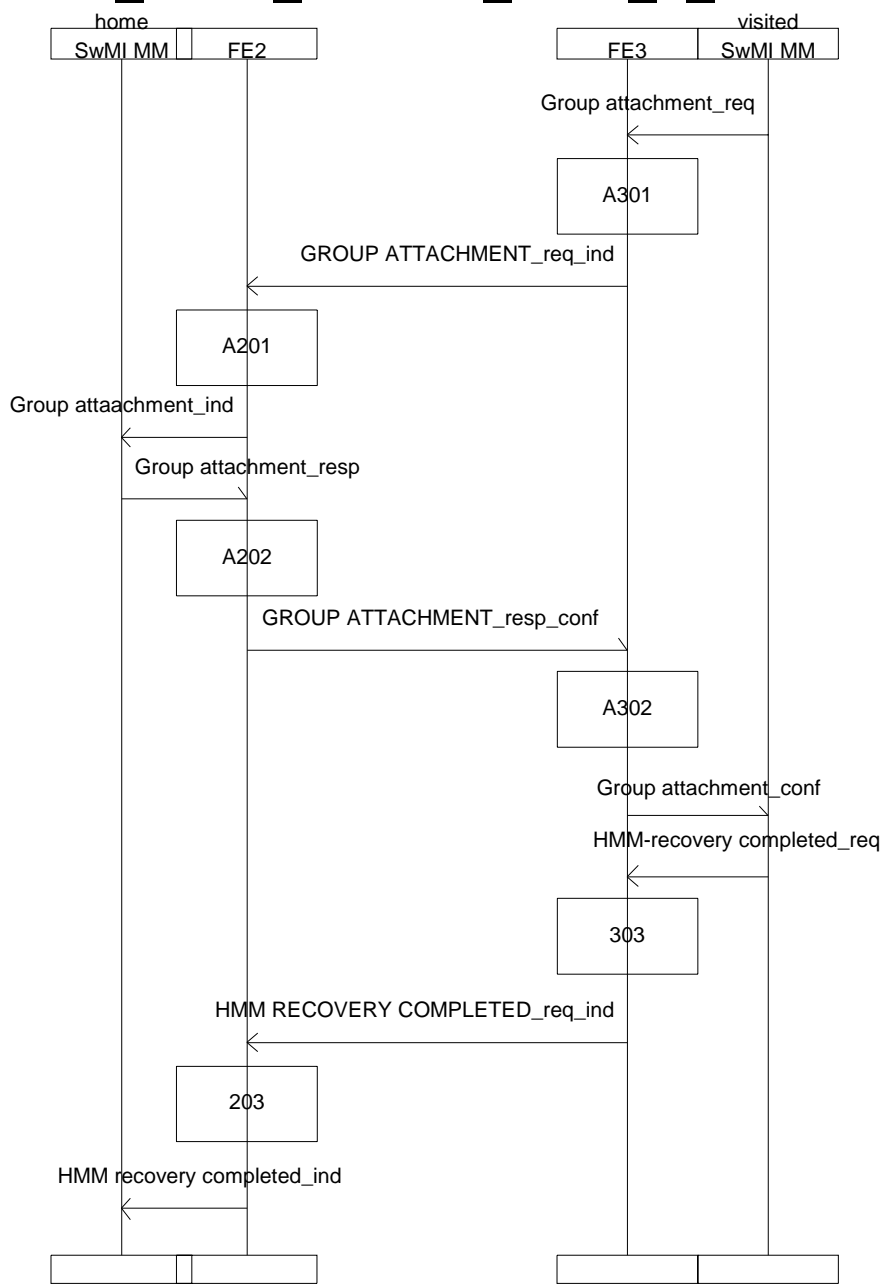 home
SwMI MM
FE2
FE3
visited
SwMI MM
Group attachment_req
A301
GROUP ATTACHMENT_req_ind
A201
Group attaachment_ind
Group attachment_resp
A202
GROUP ATTACHMENT_resp_conf
A302
Group attachment_conf
HMM-recovery completed_req
303
HMM RECOVERY COMPLETED_req_ind
203
HMM recovery completed_ind